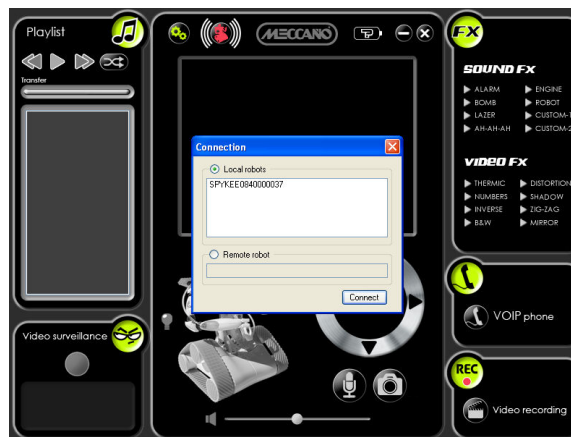 Playlist
Transfer
MECCANO
Connection
Local robots
SPYKEE0840000037
Remote robot
Connect
Video surveillance
FX
SOUND FX
ALARM
ENGINE
BOMB
ROBOT
LAZER
CUSTOM-1
AH-AH-AH
CUSTOM-2
VIDEO FX
THERMIC
DISTORTION
NUMBERS
SHADOW
INVERSE
ZIG-ZAG
B&W
MIRROR
VOIP phone
REC
Video recording